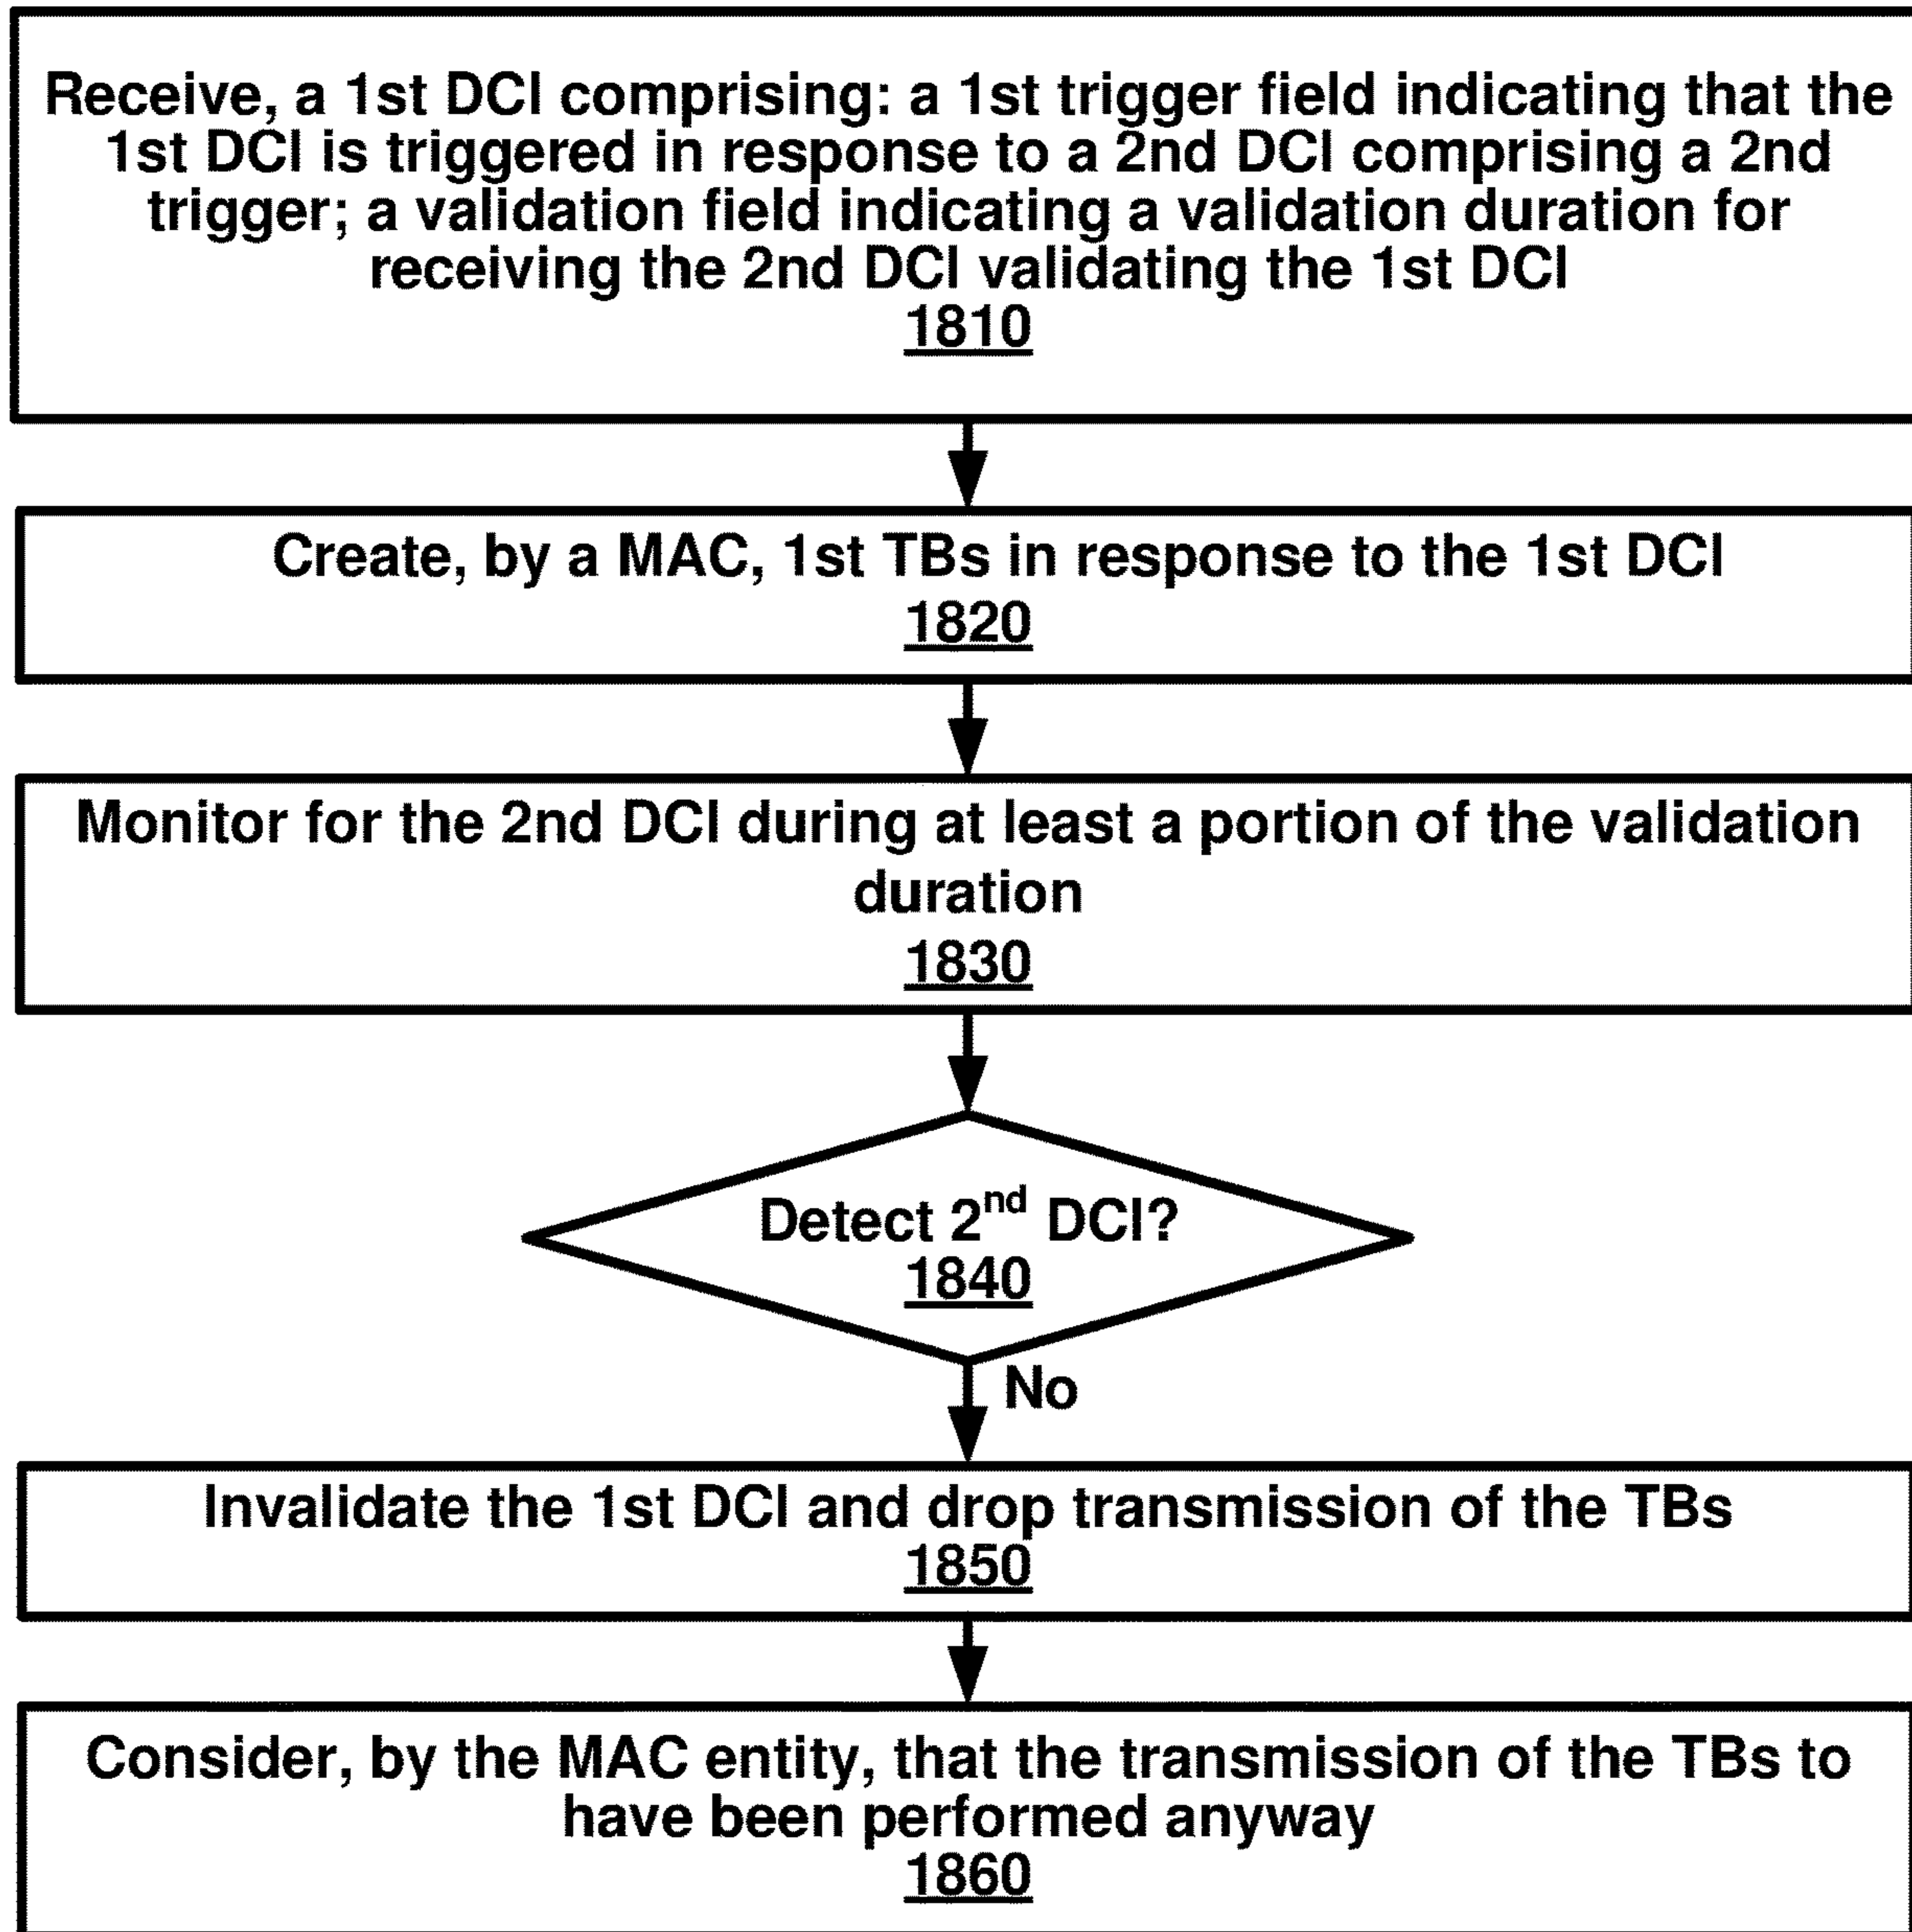 Receive, a 1st DCI comprising: a 1st trigger field indicating that the
1st DCI is triggered in response to a 2nd DCI comprising a 2nd
trigger; a validation field indicating a validation duration for
receiving the 2nd DCI validating the 1st DCI
1810
Create, by a MAC, 1st TBs in response to the 1st DCI
1820
Monitor for the 2nd DCI during at least a portion of the validation
duration
1830
Detect 2nd DCI?
1840
No
Invalidate the 1st DCI and drop transmission of the TBs
1850
Consider, by the MAC entity, that the transmission of the TBs to
have been performed anyway
1860